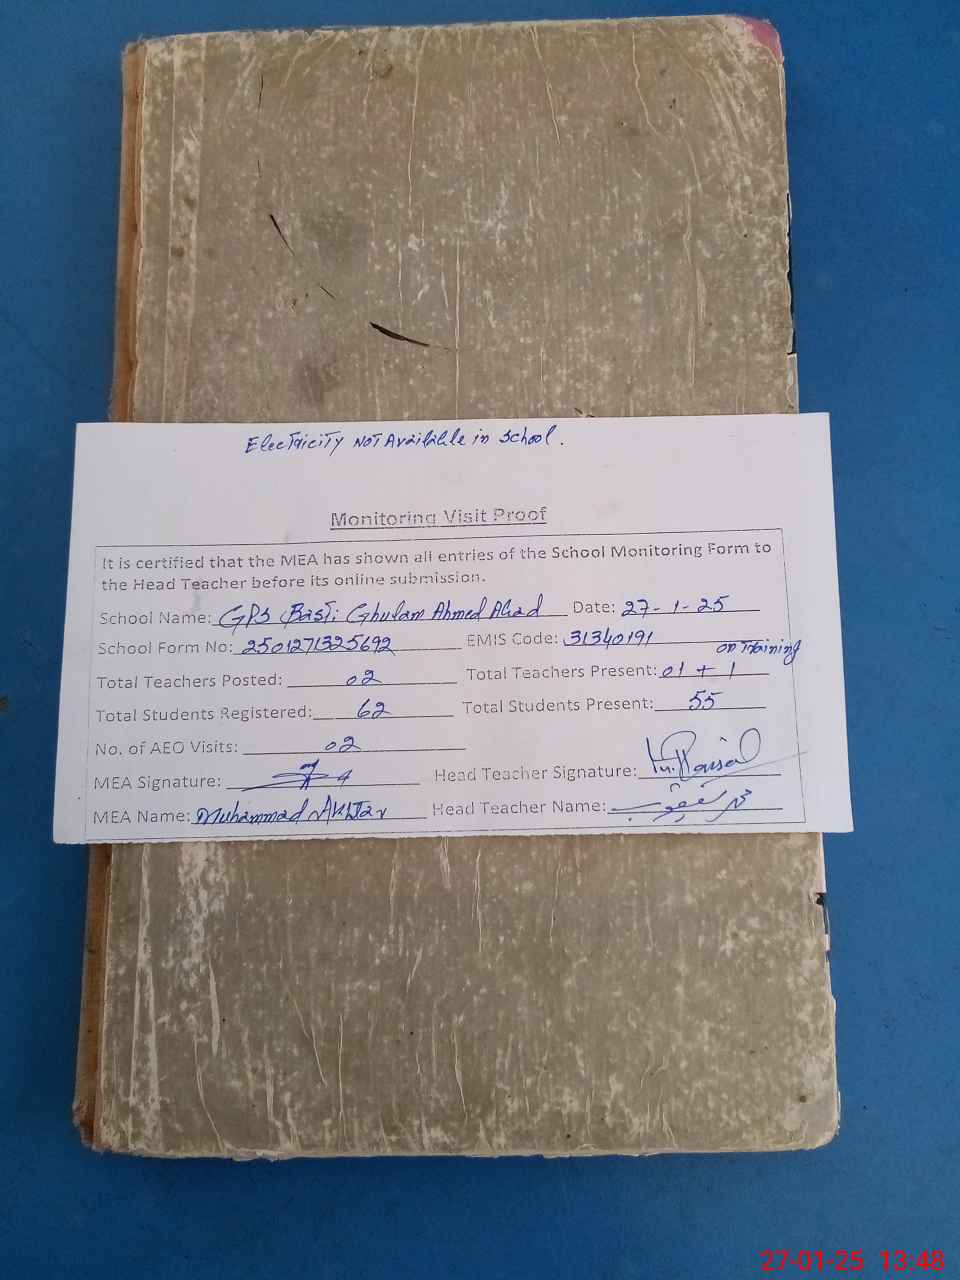 Electricity Not Available in School.
Monitoring Visit Proof
It is certified that the MEA has shown all entries of the School Monitoring Form to
the Head Teacher before its online submission.
School Name: GPS Basti Ghulam Ahmed Abad Date: 27-1-25
School Form No: 2501271325692 EMIS Code: 31340191
on Training
Total Teachers Posted: 02 Total Teachers Present: 01 + 1
Total Students Registered: 62 Total Students Present: 55
No. of AEO Visits: 02
MEA Signature: Head Teacher Signature:
MEA Name: Muhammad Akhtar Head Teacher Name: محمد یعقوب
27-01-25 13:48